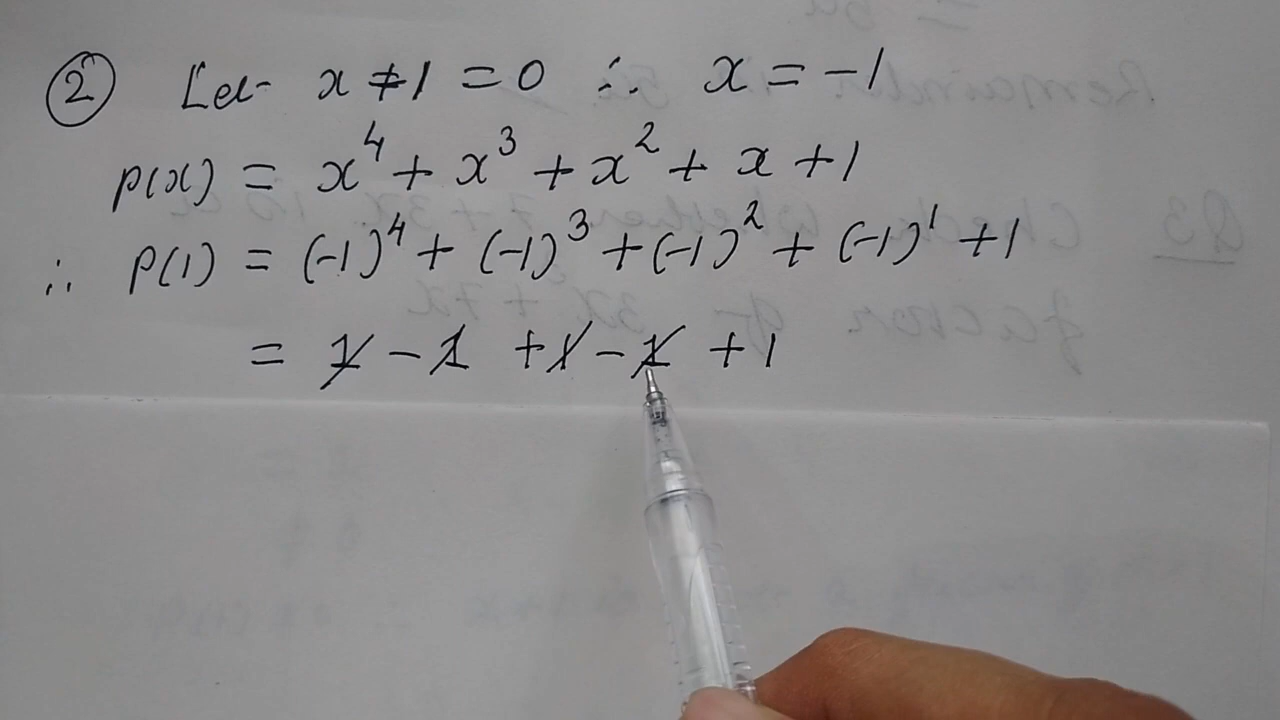 ② Let x+1 = 0 ∴ x = -1
p(x) = x⁴ + x³ + x² + x + 1
∴ p(1) = (-1)⁴ + (-1)³ + (-1)² + (-1)¹ + 1
= 1 - 1 + 1 - 1 + 1